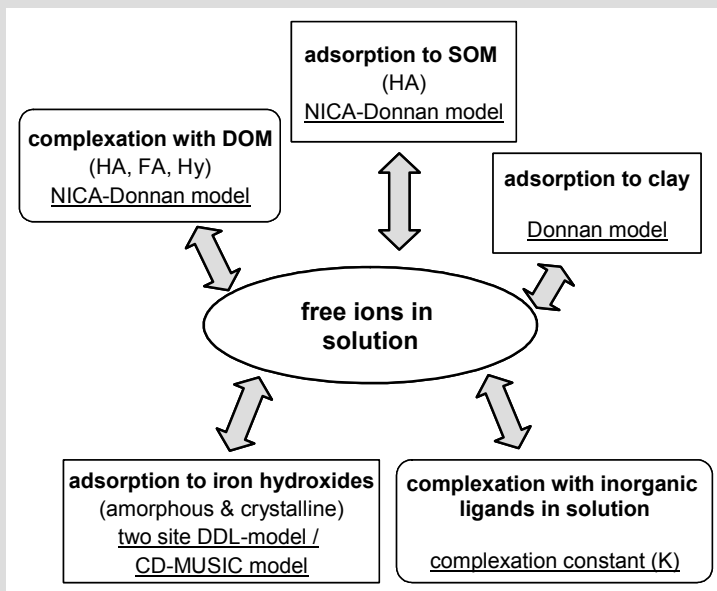 adsorption to SOM
(HA)
NICA-Donnan model
complexation with DOM
(HA, FA, Hy)
NICA-Donnan model
adsorption to clay
Donnan model
free ions in
solution
adsorption to iron hydroxides
(amorphous & crystalline)
two site DDL-model /
CD-MUSIC model
complexation with inorganic
ligands in solution
complexation constant (K)